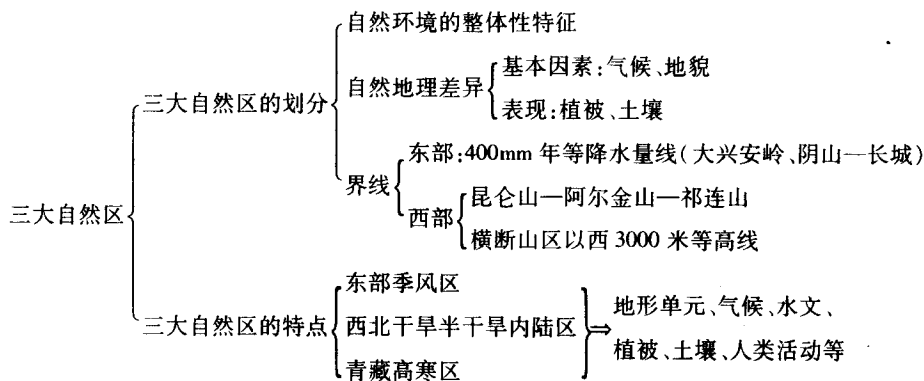 自然环境的整体性特征
三大自然区的划分
自然地理差异
基本因素:气候、地貌
表现:植被、土壤
界线
东部:400mm 年等降水量线(大兴安岭、阴山—长城)
西部
昆仑山—阿尔金山—祁连山
横断山区以西 3000 米等高线
三大自然区
三大自然区的特点
东部季风区
西北干旱半干旱内陆区
青藏高寒区
地形单元、气候、水文、
植被、土壤、人类活动等